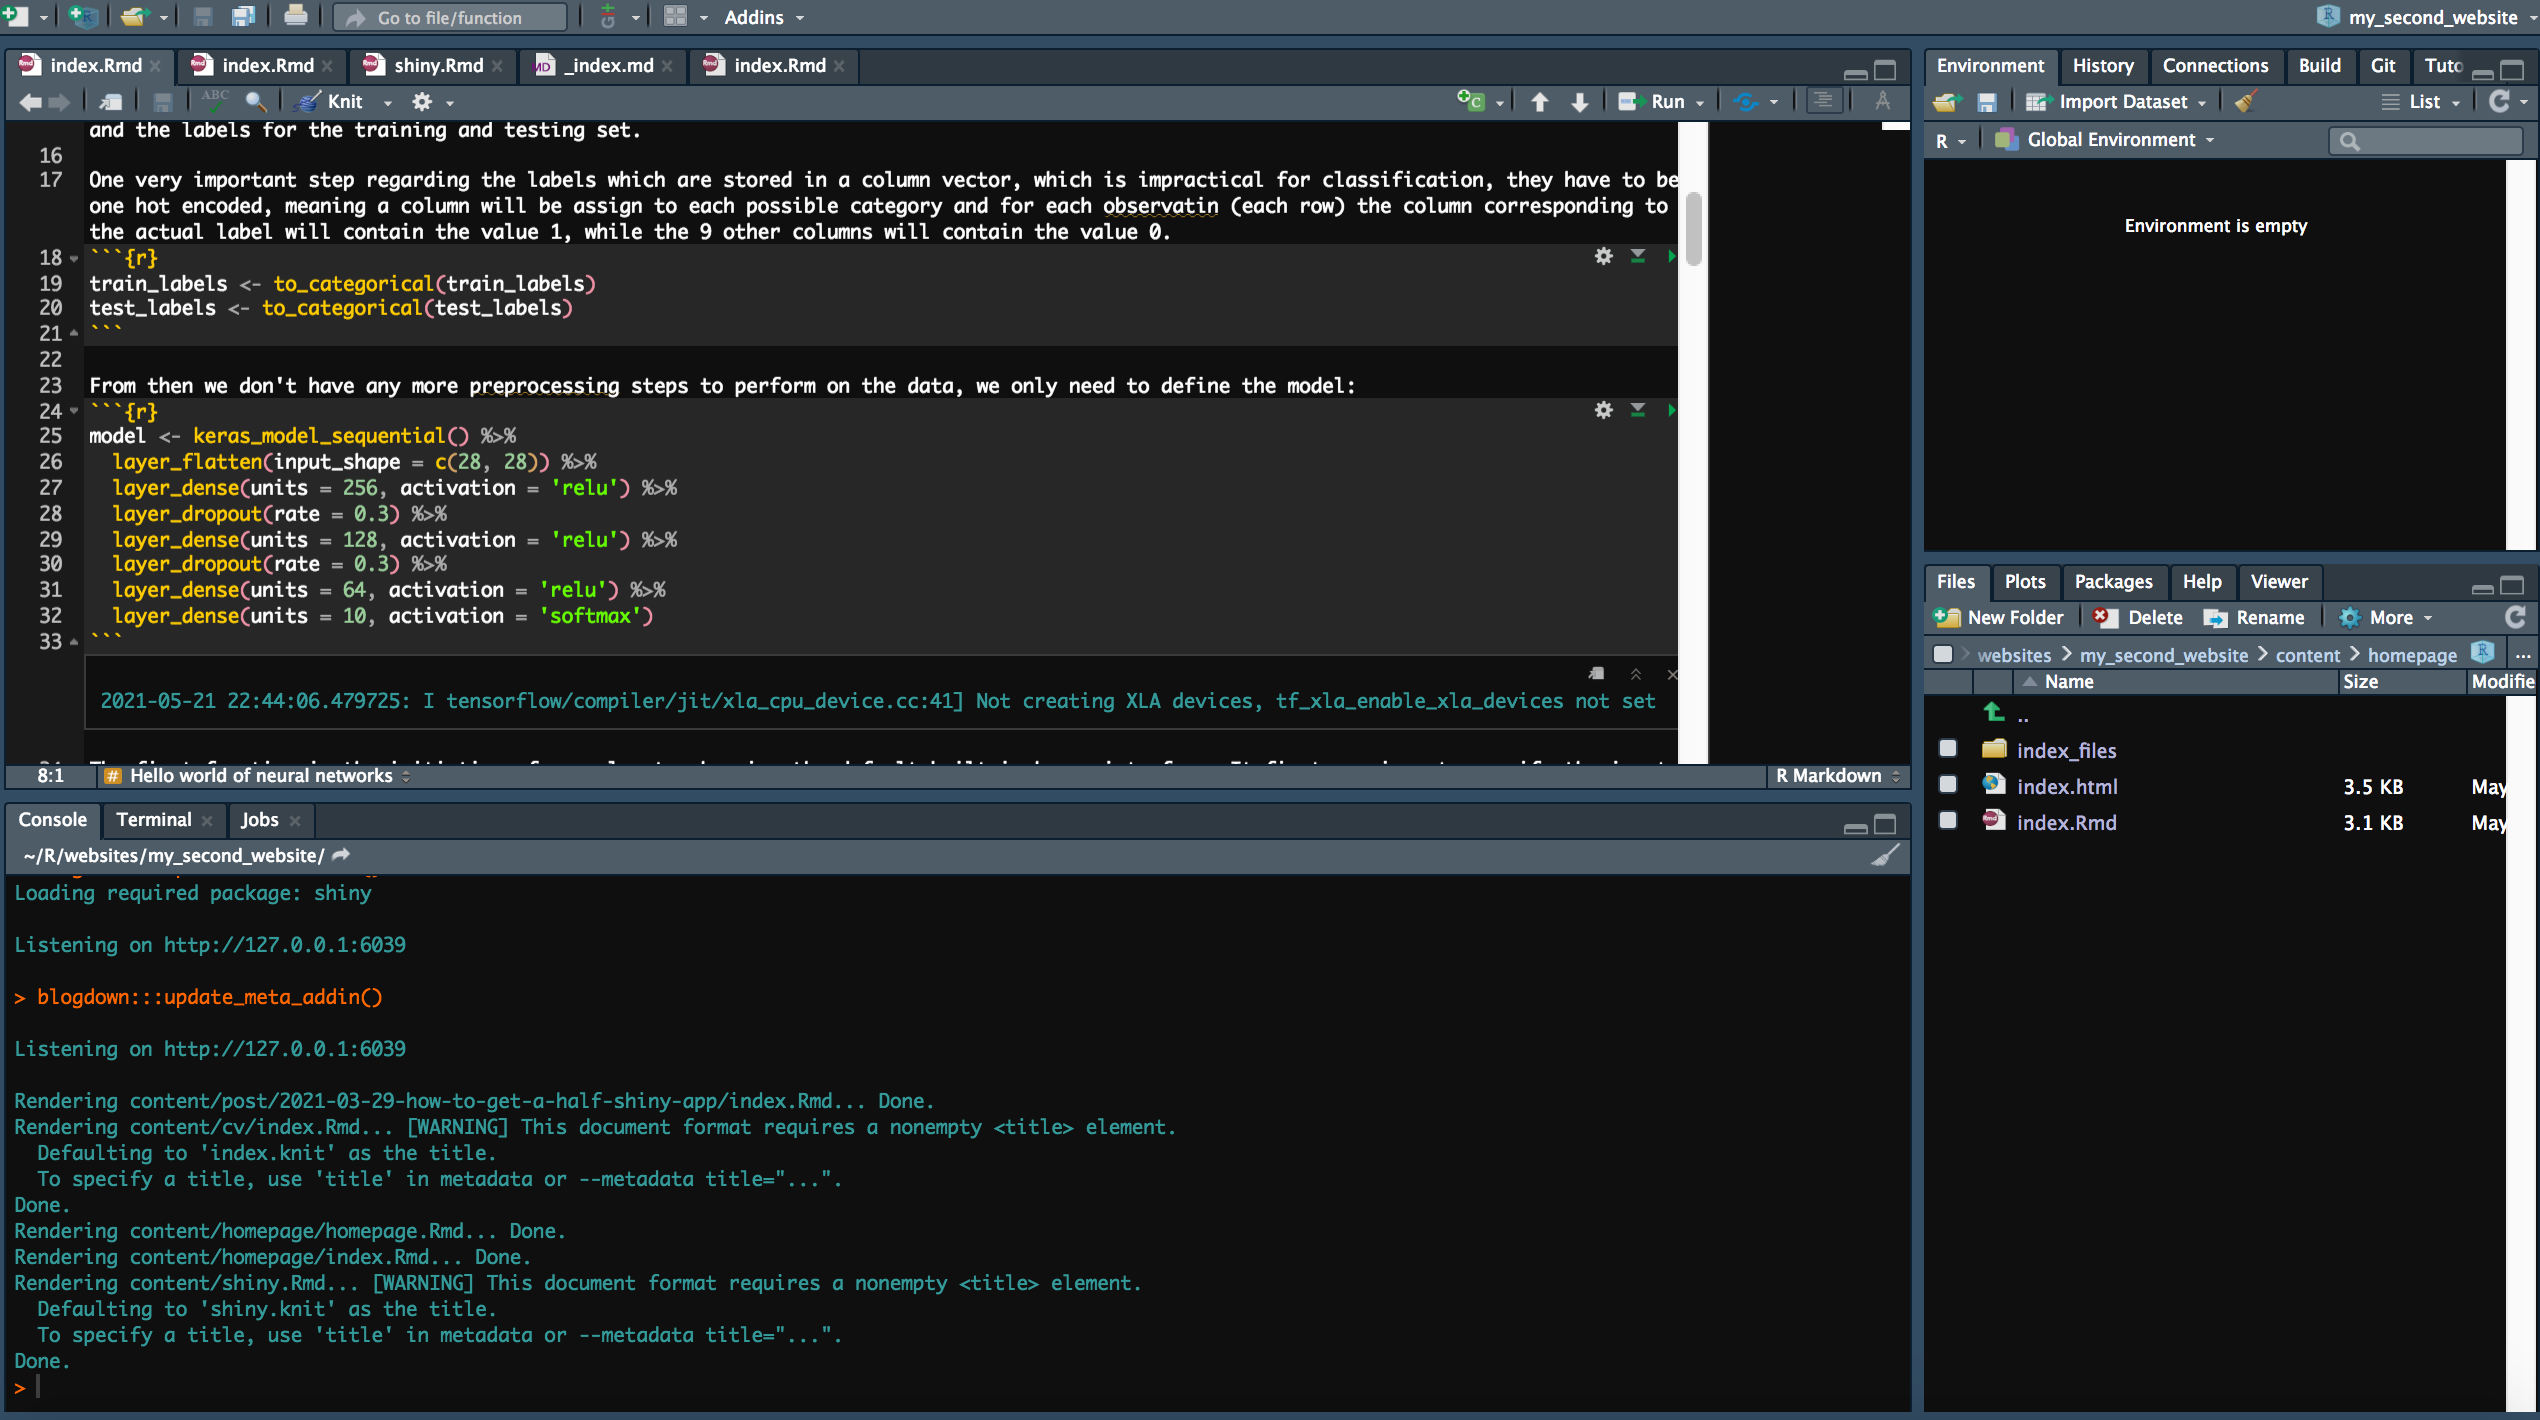 Go to file/function
Addins
my_second_website
index.Rmd
index.Rmd
shiny.Rmd
_index.md
index.Rmd
Knit
Run
and the labels for the training and testing set.
16
17 One very important step regarding the labels which are stored in a column vector, which is impractical for classification, they have to be
one hot encoded, meaning a column will be assign to each possible category and for each observatin (each row) the column corresponding to
the actual label will contain the value 1, while the 9 other columns will contain the value 0.
18 ```{r}
19 train_labels <- to_categorical(train_labels)
20 test_labels <- to_categorical(test_labels)
21 ```
22
23 From then we don't have any more preprocessing steps to perform on the data, we only need to define the model:
24 ```{r}
25 model <- keras_model_sequential() %>%
26   layer_flatten(input_shape = c(28, 28)) %>%
27   layer_dense(units = 256, activation = 'relu') %>%
28   layer_dropout(rate = 0.3) %>%
29   layer_dense(units = 128, activation = 'relu') %>%
30   layer_dropout(rate = 0.3) %>%
31   layer_dense(units = 64, activation = 'relu') %>%
32   layer_dense(units = 10, activation = 'softmax')
33 ```
2021-05-21 22:44:06.479725: I tensorflow/compiler/jit/xla_cpu_device.cc:41] Not creating XLA devices, tf_xla_enable_xla_devices not set
8:1
# Hello world of neural networks
R Markdown
Console
Terminal
Jobs
~/R/websites/my_second_website/
Loading required package: shiny
Listening on http://127.0.0.1:6039
> blogdown:::update_meta_addin()
Listening on http://127.0.0.1:6039
Rendering content/post/2021-03-29-how-to-get-a-half-shiny-app/index.Rmd... Done.
Rendering content/cv/index.Rmd... [WARNING] This document format requires a nonempty <title> element.
  Defaulting to 'index.knit' as the title.
  To specify a title, use 'title' in metadata or --metadata title="...".
Done.
Rendering content/homepage/homepage.Rmd... Done.
Rendering content/homepage/index.Rmd... Done.
Rendering content/shiny.Rmd... [WARNING] This document format requires a nonempty <title> element.
  Defaulting to 'shiny.knit' as the title.
  To specify a title, use 'title' in metadata or --metadata title="...".
Done.
>
Environment
History
Connections
Build
Git
Tuto
Import Dataset
List
R
Global Environment
Environment is empty
Files
Plots
Packages
Help
Viewer
New Folder
Delete
Rename
More
websites > my_second_website > content > homepage
...
Name
Size
Modifie
..
index_files
index.html 3.5 KB May
index.Rmd 3.1 KB May